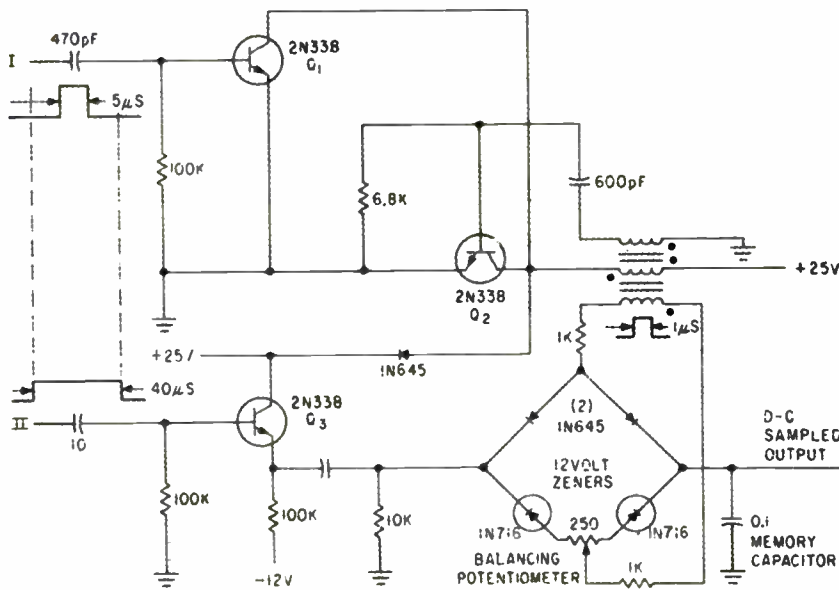 470pF
I
2N338
Q1
5μS
100K
6.8K
600pF
2N338
Q2
+25V
1μS
1K
+25/
1N645
40μS
II
10
2N338
Q3
(2)
1N645
D-C
SAMPLED
OUTPUT
12VOLT
ZENERS
100K
100K
10K
1N716
250
1N716
0.1
MEMORY
CAPACITOR
BALANCING
POTENTIOMETER
1K
-12V